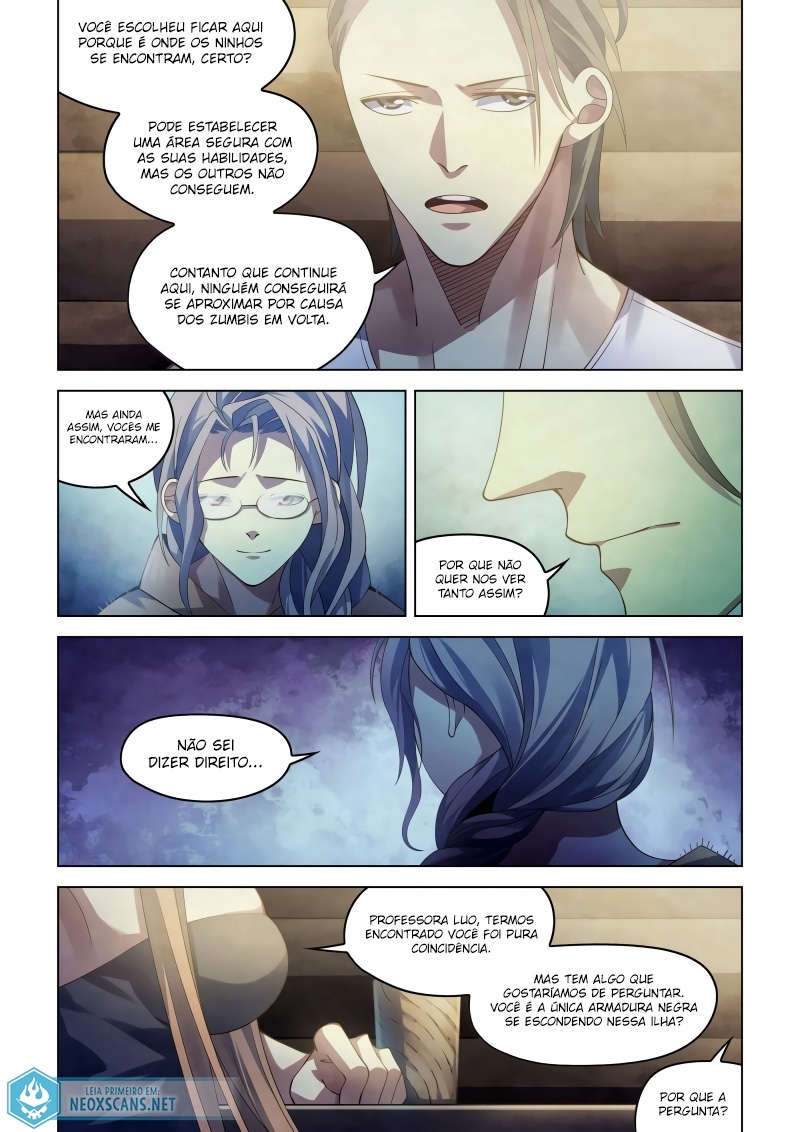 VOCÊ ESCOLHEU FICAR AQUI
PORQUE É ONDE OS NINHOS
SE ENCONTRAM, CERTO?
PODE ESTABELECER
UMA ÁREA SEGURA COM
AS SUAS HABILIDADES,
MAS OS OUTROS NÃO
CONSEGUEM.
CONTANTO QUE CONTINUE
AQUI, NINGUÉM CONSEGUIRÁ
SE APROXIMAR POR CAUSA
DOS ZUMBIS EM VOLTA.
MAS AINDA
ASSIM, VOCÊS ME
ENCONTRARAM...
POR QUE NÃO
QUER NOS VER
TANTO ASSIM?
NÃO SEI
DIZER DIREITO...
PROFESSORA LUO, TERMOS
ENCONTRADO VOCÊ FOI PURA
COINCIDÊNCIA.
MAS TEM ALGO QUE
GOSTARÍAMOS DE PERGUNTAR.
VOCÊ É A ÚNICA ARMADURA NEGRA
SE ESCONDENDO NESSA ILHA?
POR QUE A
PERGUNTA?
LEIA PRIMEIRO EM:
NEOXSCANS.NET